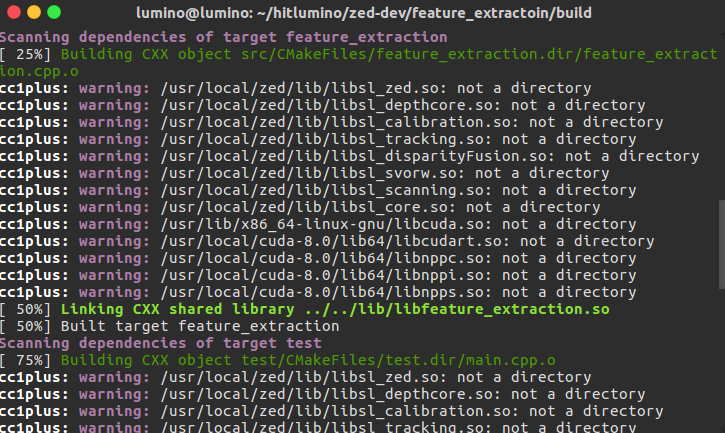 lumino@lumino: ~/hitlumino/zed-dev/feature_extractoin/build
Scanning dependencies of target feature_extraction
[ 25%] Building CXX object src/CMakeFiles/feature_extraction.dir/feature_extract
ion.cpp.o
cc1plus: warning: /usr/local/zed/lib/libsl_zed.so: not a directory
cc1plus: warning: /usr/local/zed/lib/libsl_depthcore.so: not a directory
cc1plus: warning: /usr/local/zed/lib/libsl_calibration.so: not a directory
cc1plus: warning: /usr/local/zed/lib/libsl_tracking.so: not a directory
cc1plus: warning: /usr/local/zed/lib/libsl_disparityFusion.so: not a directory
cc1plus: warning: /usr/local/zed/lib/libsl_svorw.so: not a directory
cc1plus: warning: /usr/local/zed/lib/libsl_scanning.so: not a directory
cc1plus: warning: /usr/local/zed/lib/libsl_core.so: not a directory
cc1plus: warning: /usr/lib/x86_64-linux-gnu/libcuda.so: not a directory
cc1plus: warning: /usr/local/cuda-8.0/lib64/libcudart.so: not a directory
cc1plus: warning: /usr/local/cuda-8.0/lib64/libnppc.so: not a directory
cc1plus: warning: /usr/local/cuda-8.0/lib64/libnppi.so: not a directory
cc1plus: warning: /usr/local/cuda-8.0/lib64/libnpps.so: not a directory
[ 50%] Linking CXX shared library ../../lib/libfeature_extraction.so
[ 50%] Built target feature_extraction
Scanning dependencies of target test
[ 75%] Building CXX object test/CMakeFiles/test.dir/main.cpp.o
cc1plus: warning: /usr/local/zed/lib/libsl_zed.so: not a directory
cc1plus: warning: /usr/local/zed/lib/libsl_depthcore.so: not a directory
cc1plus: warning: /usr/local/zed/lib/libsl_calibration.so: not a directory
cc1plus: warning: /usr/local/zed/lib/libsl_tracking.so: not a directory